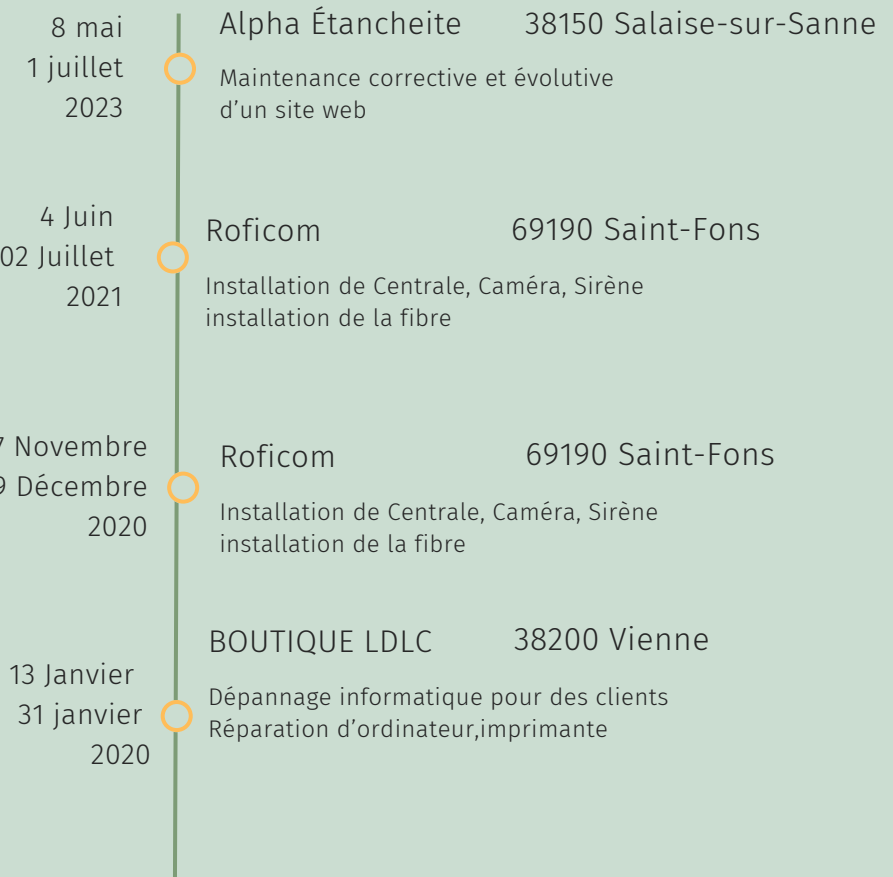 8 mai
1 juillet
2023
Alpha Étancheite 38150 Salaise-sur-Sanne
Maintenance corrective et évolutive
d’un site web
4 Juin
02 Juillet
2021
Roficom 69190 Saint-Fons
Installation de Centrale, Caméra, Sirène
installation de la fibre
Novembre
Décembre
2020
Roficom 69190 Saint-Fons
Installation de Centrale, Caméra, Sirène
installation de la fibre
13 Janvier
31 janvier
2020
BOUTIQUE LDLC 38200 Vienne
Dépannage informatique pour des clients
Réparation d’ordinateur,imprimante